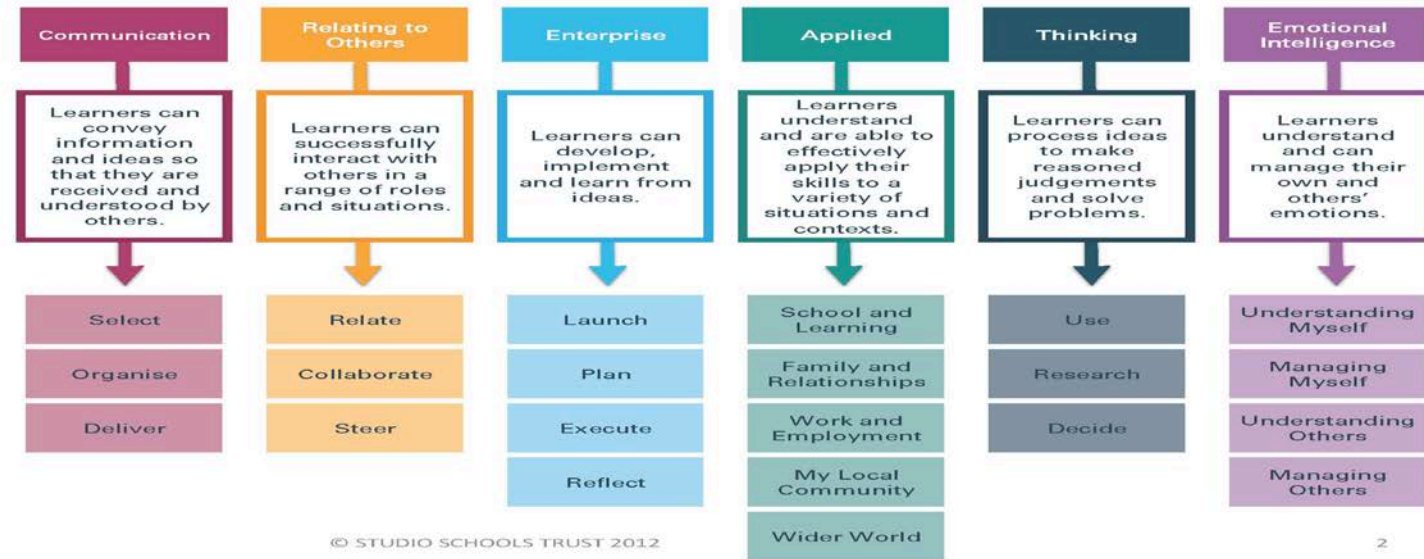 Communication
Relating to
Others
Enterprise
Applied
Thinking
Emotional
Intelligence
Learners can
convey
information
and ideas so
that they are
received and
understood by
others.
Learners can
successfully
interact with
others in a
range of roles
and situations.
Learners can
develop,
implement
and learn from
ideas.
Learners
understand
and are able to
effectively
apply their
skills to a
variety of
situations and
contexts.
Learners can
process ideas
to make
reasoned
judgements
and solve
problems.
Learners
understand
and can
manage their
own and
others'
emotions.
Select
Organise
Deliver
Relate
Collaborate
Steer
Launch
Plan
Execute
Reflect
School and
Learning
Family and
Relationships
Work and
Employment
My Local
Community
Wider World
Use
Research
Decide
Understanding
Myself
Managing
Myself
Understanding
Others
Managing
Others
© STUDIO SCHOOLS TRUST 2012
2